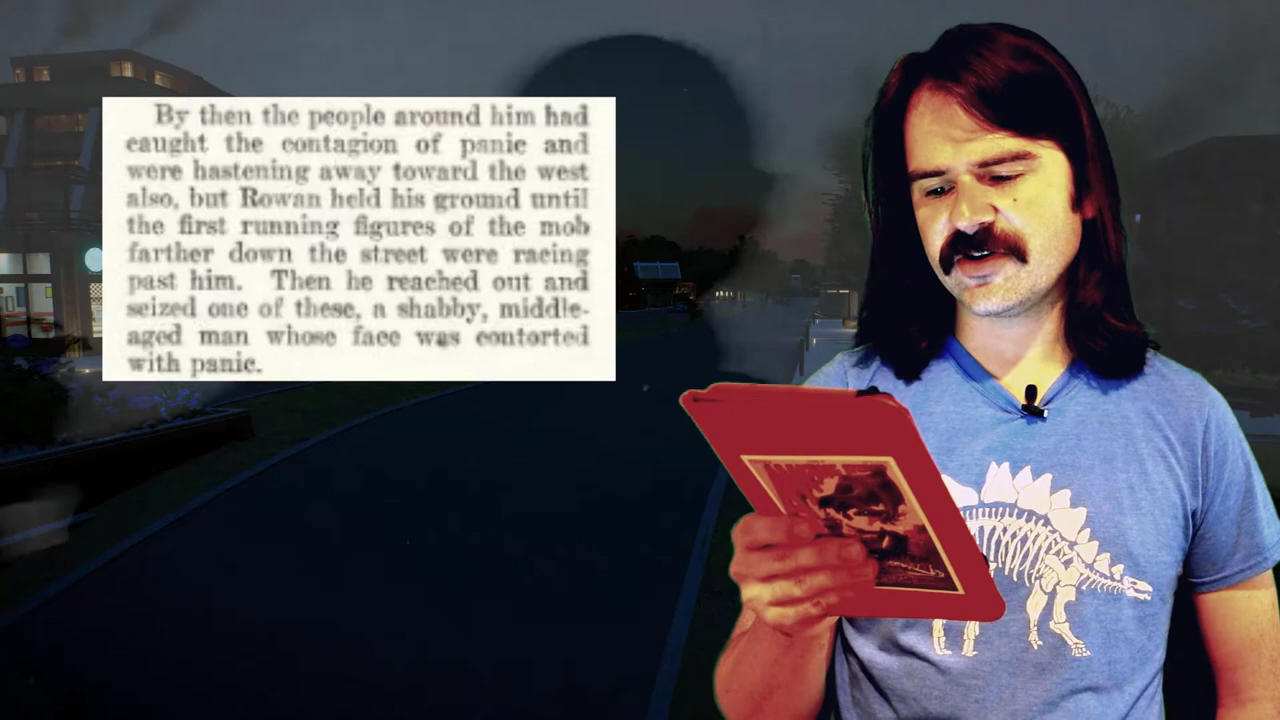 By then the people around him had
caught the contagion of panic and
were hastening away toward the west
also, but Rowan held his ground until
the first running figures of the mob
farther down the street were racing
past him. Then he reached out and
seized one of these, a shabby, middle-
aged man whose face was contorted
with panic.